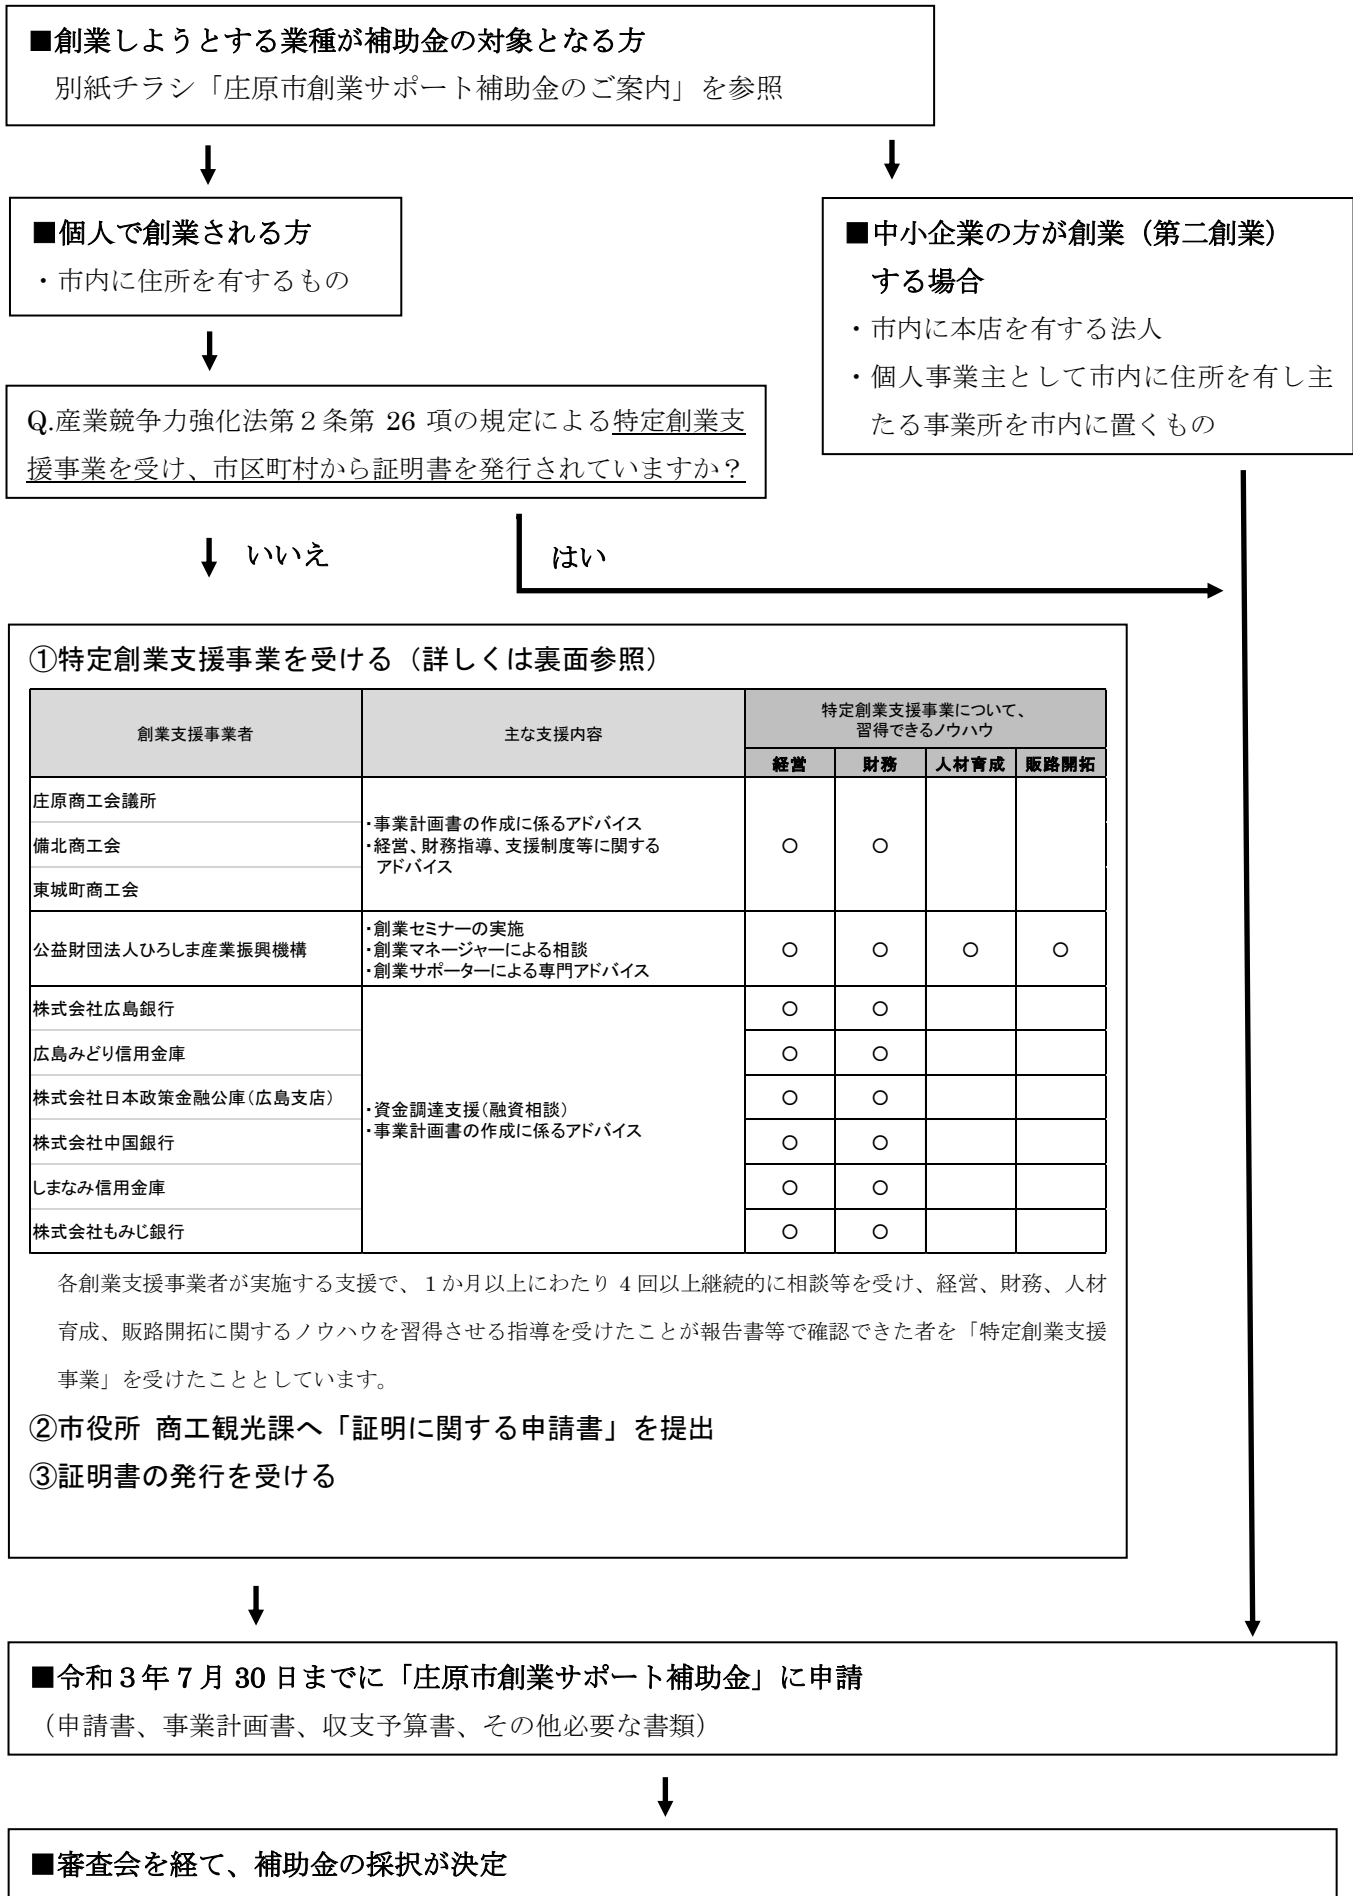 ■創業しようとする業種が補助金の対象となる方
別紙チラシ「庄原市創業サポート補助金のご案内」を参照
■個人で創業される方
・市内に住所を有するもの
■中小企業の方が創業（第二創業）
する場合
・市内に本店を有する法人
・個人事業主として市内に住所を有し主
たる事業所を市内に置くもの
Q.産業競争力強化法第２条第 26 項の規定による特定創業支
援事業を受け、市区町村から証明書を発行されていますか？
いいえ
はい
①特定創業支援事業を受ける（詳しくは裏面参照）
創業支援事業者
主な支援内容
特定創業支援事業について、
習得できるノウハウ
経営 財務 人材育成 販路開拓
庄原商工会議所
備北商工会
東城町商工会
・事業計画書の作成に係るアドバイス
・経営、財務指導、支援制度等に関する
アドバイス
○ ○
公益財団法人ひろしま産業振興機構
・創業セミナーの実施
・創業マネージャーによる相談
・創業サポーターによる専門アドバイス
○ ○ ○ ○
株式会社広島銀行 ○ ○
広島みどり信用金庫 ○ ○
株式会社日本政策金融公庫（広島支店） ○ ○
・資金調達支援（融資相談）
・事業計画書の作成に係るアドバイス
株式会社中国銀行 ○ ○
しまなみ信用金庫 ○ ○
株式会社もみじ銀行 ○ ○
各創業支援事業者が実施する支援で、１か月以上にわたり 4 回以上継続的に相談等を受け、経営、財務、人材
育成、販路開拓に関するノウハウを習得させる指導を受けたことが報告書等で確認できた者を「特定創業支援
事業」を受けたこととしています。
②市役所 商工観光課へ「証明に関する申請書」を提出
③証明書の発行を受ける
■令和３年７月 30 日までに「庄原市創業サポート補助金」に申請
（申請書、事業計画書、収支予算書、その他必要な書類）
■審査会を経て、補助金の採択が決定